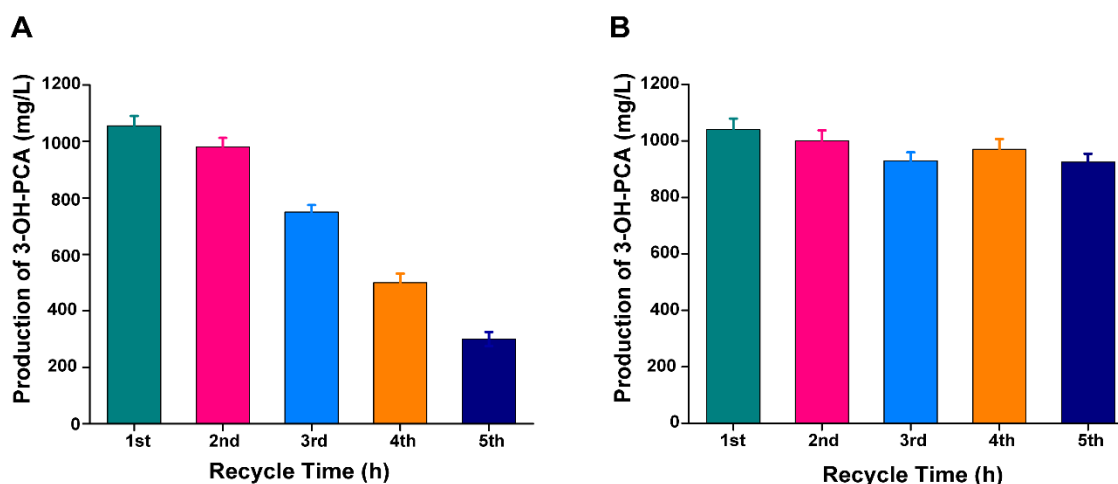 A
Production of 3-OH-PCA (mg/L)
1200
1000
800
600
400
200
0
1st 2nd 3rd 4th 5th
Recycle Time (h)
B
Production of 3-OH-PCA (mg/L)
1200
1000
800
600
400
200
0
1st 2nd 3rd 4th 5th
Recycle Time (h)